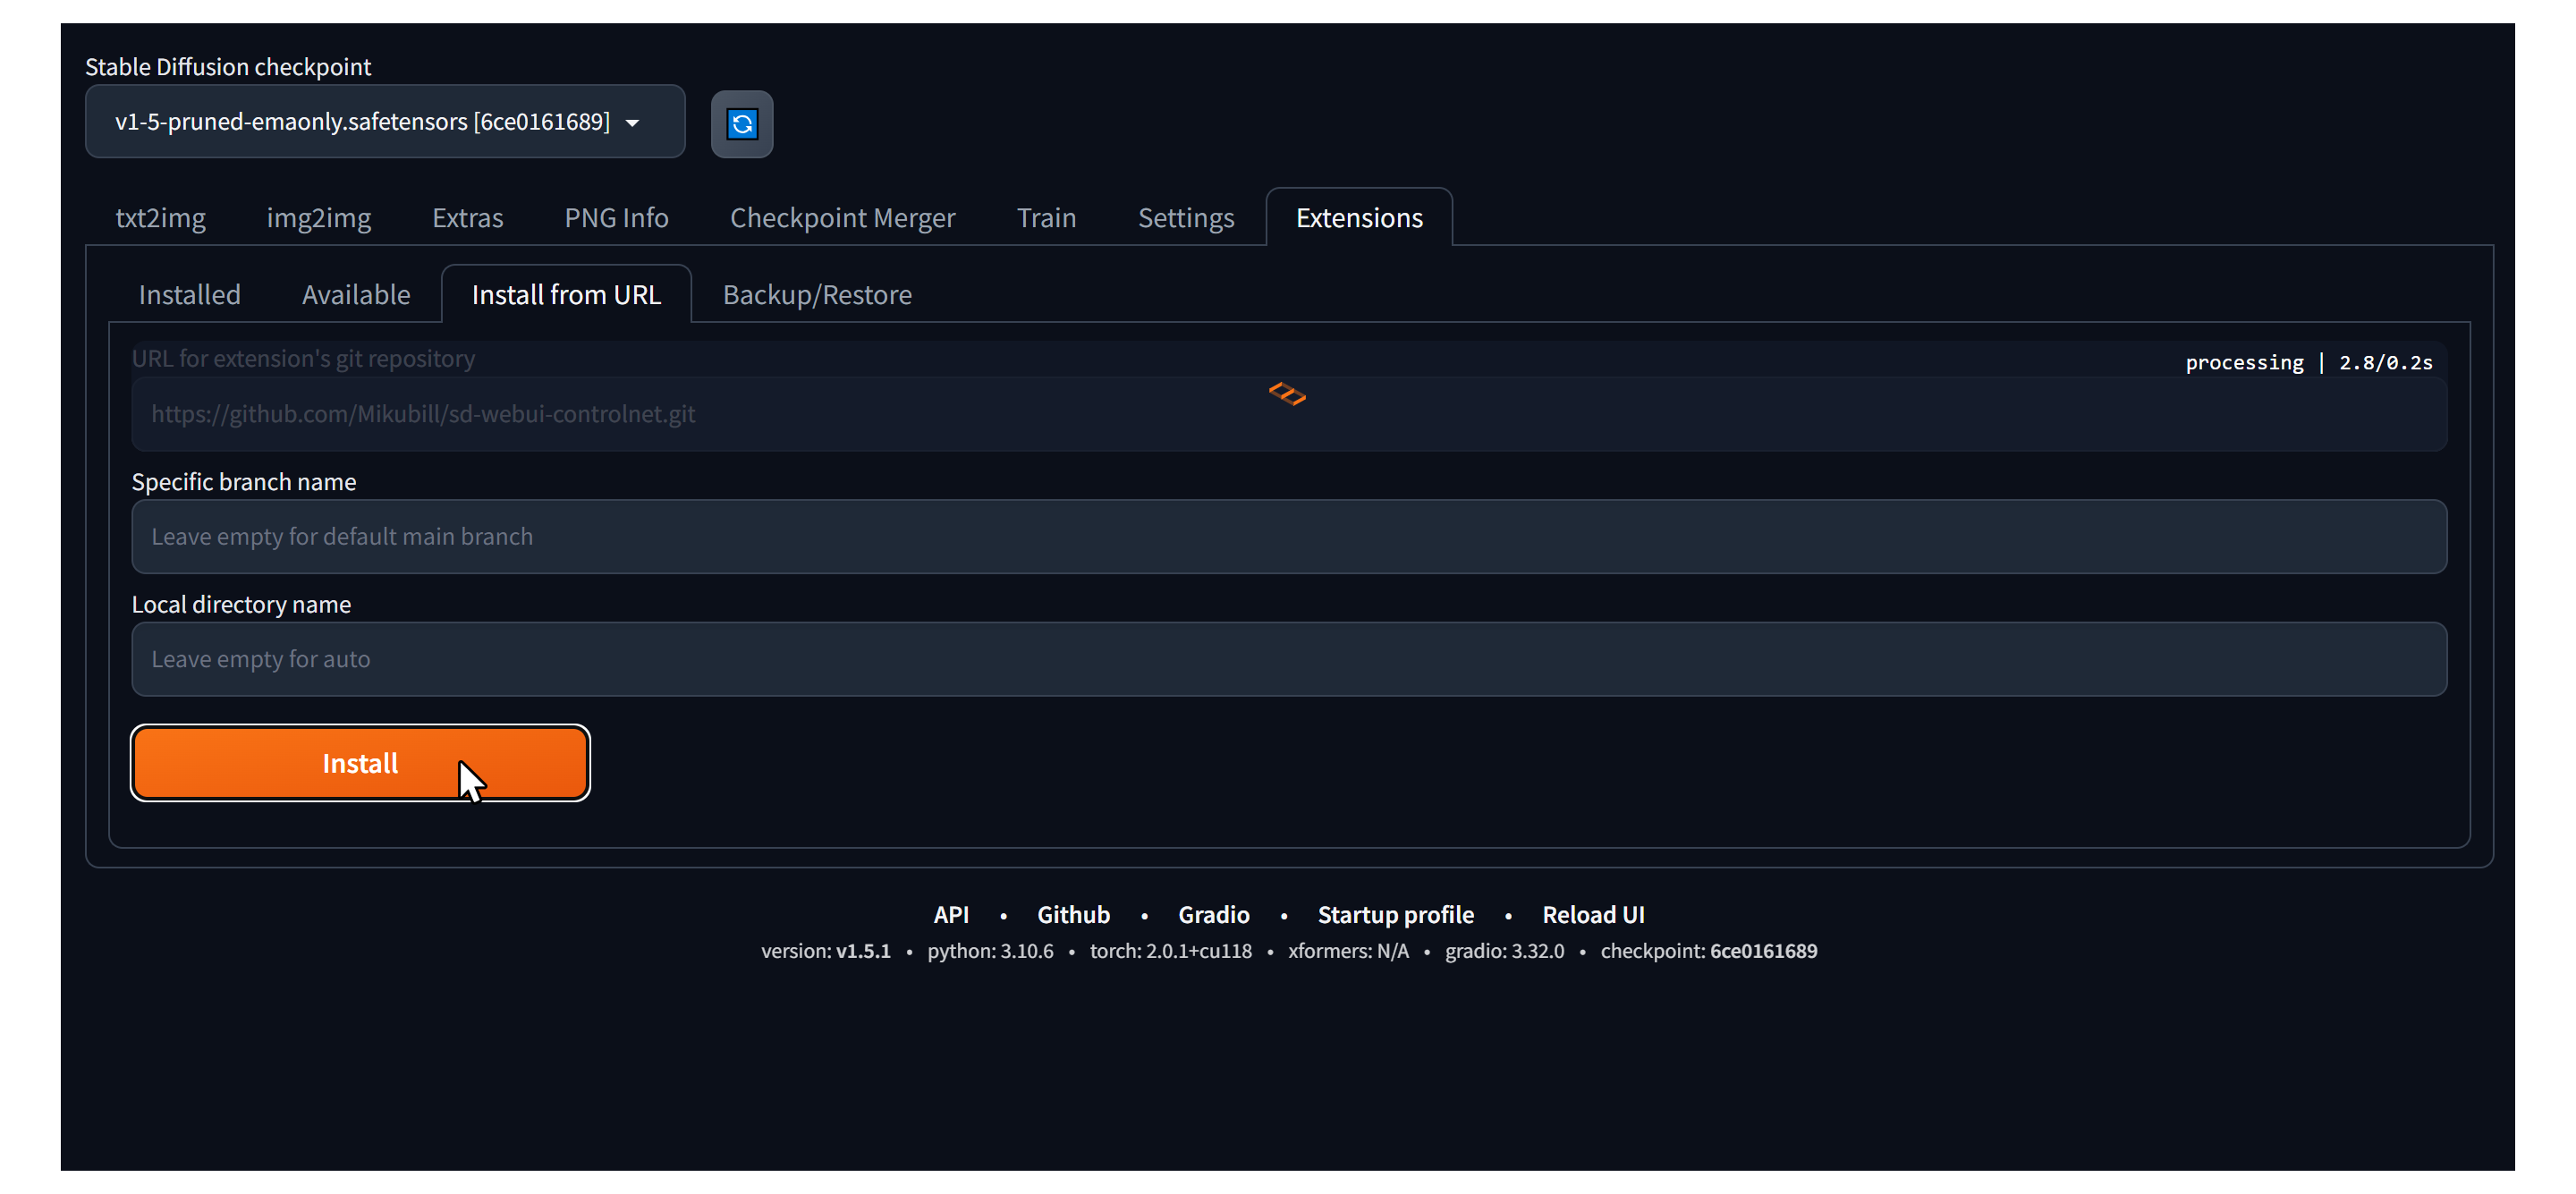 Stable Diffusion checkpoint
v1-5-pruned-emaonly.safetensors [6ce0161689]
txt2img img2img Extras PNG Info Checkpoint Merger Train Settings Extensions
Installed Available Install from URL Backup/Restore
URL for extension's git repository
processing | 2.8/0.2s
https://github.com/Mikubill/sd-webui-controlnet.git
Specific branch name
Leave empty for default main branch
Local directory name
Leave empty for auto
Install
API • Github • Gradio • Startup profile • Reload UI
version: v1.5.1 • python: 3.10.6 • torch: 2.0.1+cu118 • xformers: N/A • gradio: 3.32.0 • checkpoint: 6ce0161689